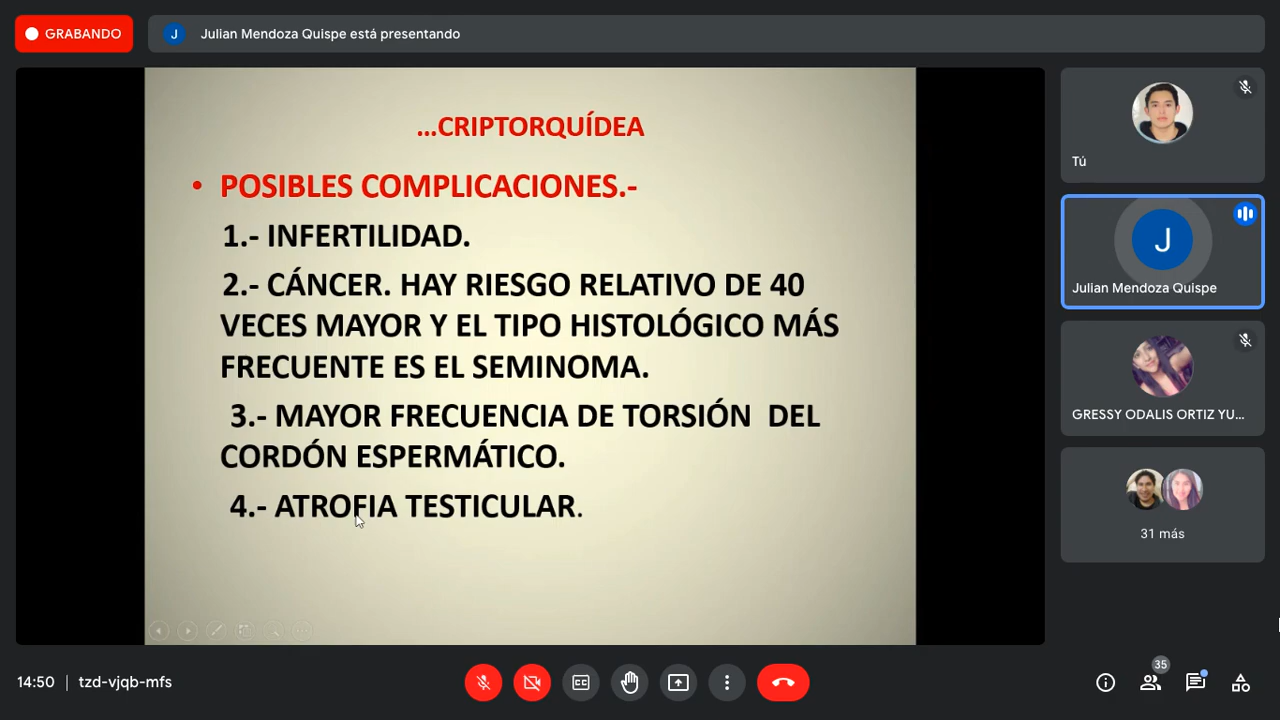 GRABANDO
J
Julian Mendoza Quispe está presentando
...CRIPTORQUÍDEA
• POSIBLES COMPLICACIONES.-
1.- INFERTILIDAD.
2.- CÁNCER. HAY RIESGO RELATIVO DE 40
VECES MAYOR Y EL TIPO HISTOLÓGICO MÁS
FRECUENTE ES EL SEMINOMA.
3.- MAYOR FRECUENCIA DE TORSIÓN DEL
CORDÓN ESPERMÁTICO.
4.- ATROFIA TESTICULAR.
Tú
J
Julian Mendoza Quispe
GRESSY ODALIS ORTIZ YU...
31 más
14:50 | tzd-vjqb-mfs
CC
35